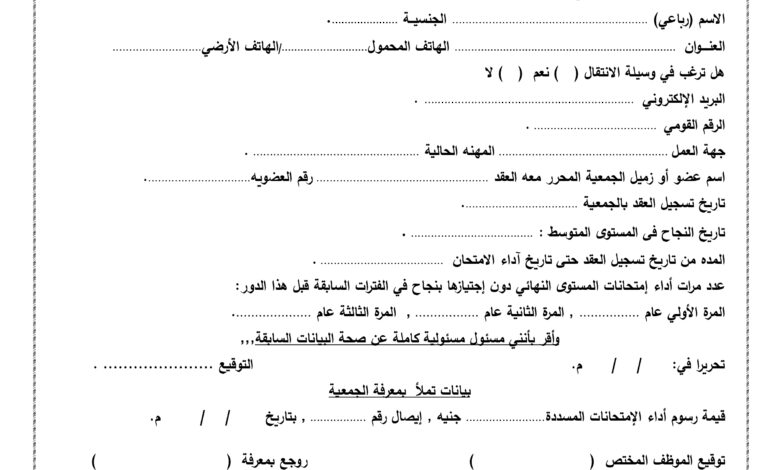 الاسم (رباعي) ........................................................ الجنسيـة .................... .
العنـــوان ................................................................ الهاتف المحمول........................./الهاتف الأرضي..........................
هل ترغب في وسيلة الانتقال ( ) نعم ( ) لا
البريد الإلكتروني ............................................................. .
الرقم القومي .................................... .
جهة العمل ................................................. المهنه الحالية ................................................ .
اسم عضو أو زميل الجمعية المحرر معه العقد .................................................. رقم العضويه..............................
تاريخ تسجيل العقد بالجمعية .................................
تاريخ النجاح فى المستوى المتوسط : .................................... .
المده من تاريخ تسجيل العقد حتى تاريخ آداء الامتحان .................................... .
عدد مرات أداء إمتحانات المستوى النهائي دون إجتيازها بنجاح في الفترات السابقة قبل هذا الدور:
المرة الأولي عام ................. , المرة الثانية عام .................. , المرة الثالثة عام ......................
وأقر بأنني مسئول مسئولية كاملة عن صحة البيانات السابقة,,,
تحريرا في: / / م. التوقيع ...................... .
بيانات تملأ بمعرفة الجمعية
قيمة رسوم أداء الإمتحانات المسددة....................... جنيه , إيصال رقم ................ , بتاريخ / / م.
توقيع الموظف المختص ( ) روجع بمعرفة ( )